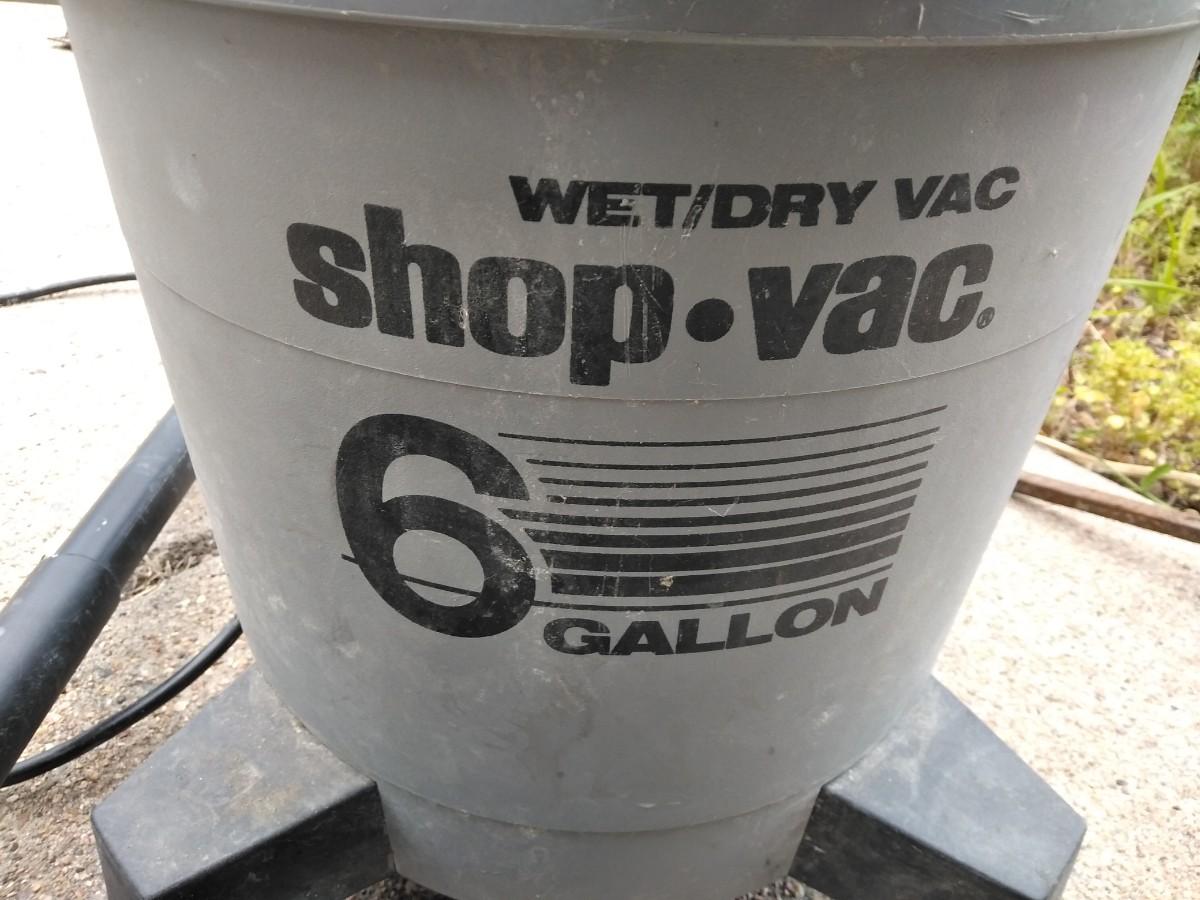 WET/DRY VAC
shop•vac®
6
GALLON